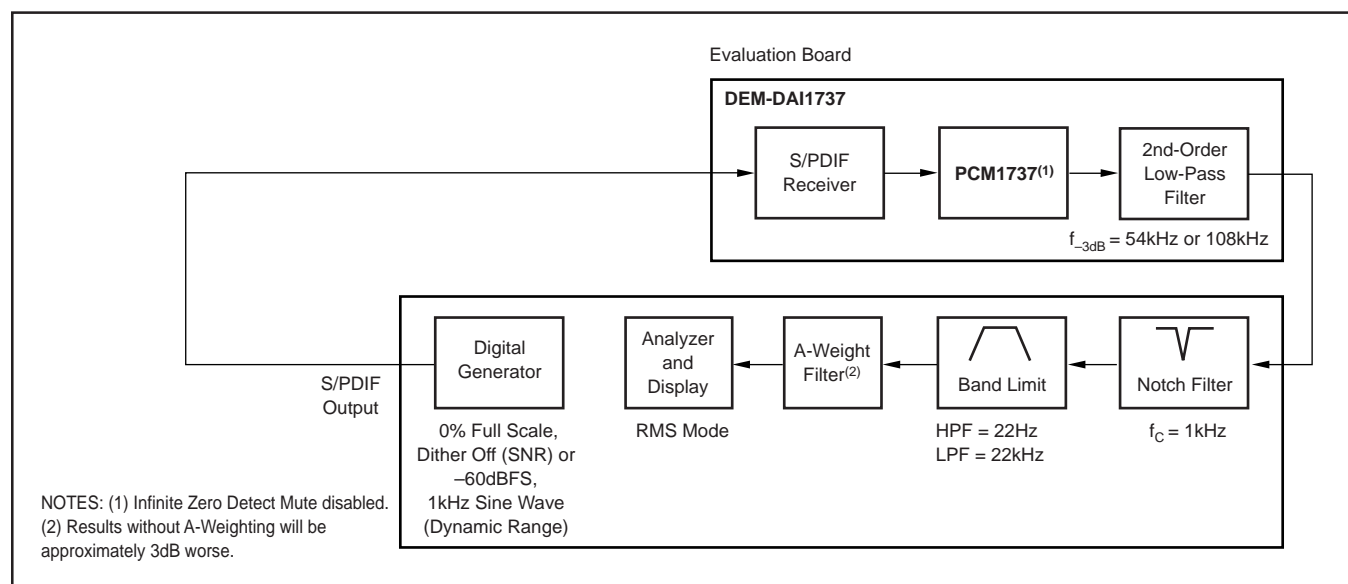 Evaluation Board
DEM-DAI1737
S/PDIF
Receiver
PCM1737(1)
2nd-Order
Low-Pass
Filter
f–3dB = 54kHz or 108kHz
S/PDIF
Output
Digital
Generator
0% Full Scale,
Dither Off (SNR) or
–60dBFS,
1kHz Sine Wave
(Dynamic Range)
Analyzer
and
Display
RMS Mode
A-Weight
Filter(2)
Band Limit
HPF = 22Hz
LPF = 22kHz
Notch Filter
fC = 1kHz
NOTES: (1) Infinite Zero Detect Mute disabled.
(2) Results without A-Weighting will be
approximately 3dB worse.